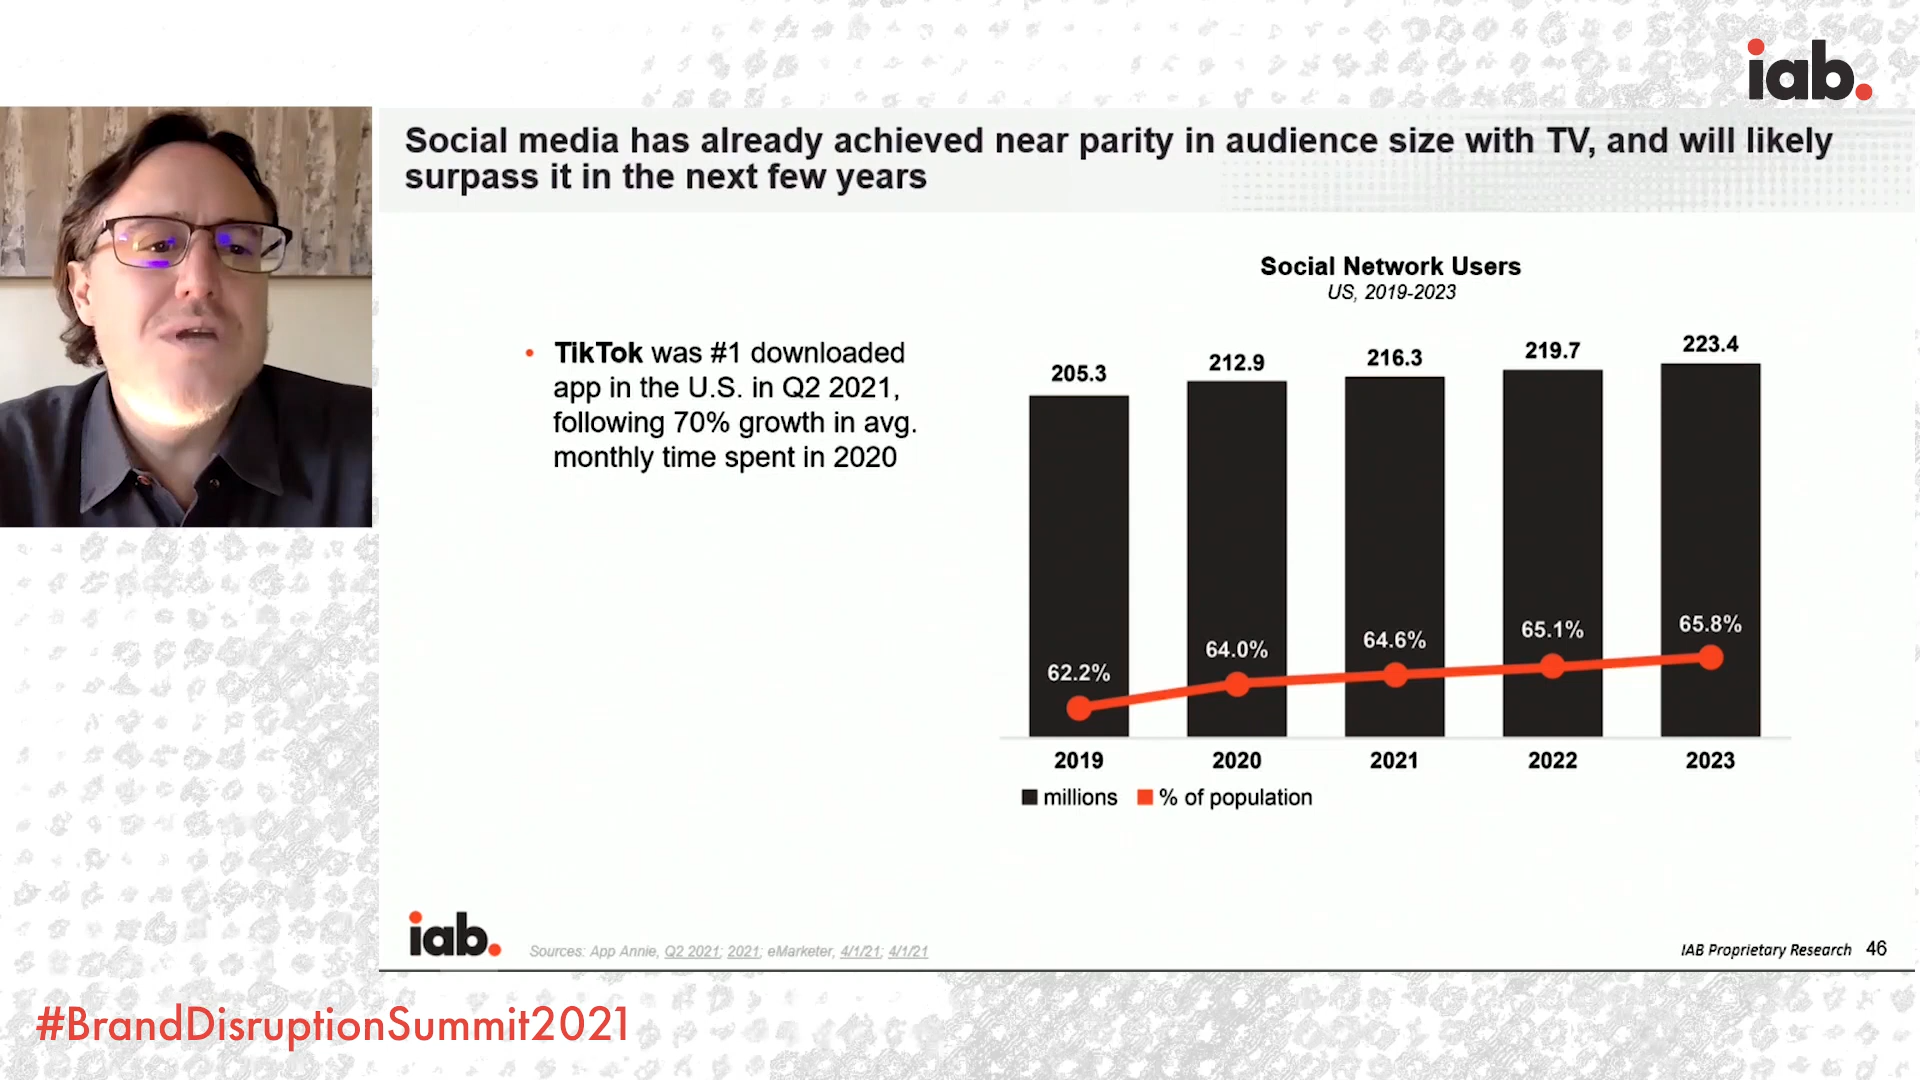 iab.
Social media has already achieved near parity in audience size with TV, and will likely
surpass it in the next few years
• TikTok was #1 downloaded
app in the U.S. in Q2 2021,
following 70% growth in avg.
monthly time spent in 2020
Social Network Users
US, 2019-2023
205.3 212.9 216.3 219.7 223.4
62.2% 64.0% 64.6% 65.1% 65.8%
2019 2020 2021 2022 2023
millions % of population
iab.
Sources: App Annie, Q2 2021; 2021; eMarketer, 4/1/21; 4/1/21
IAB Proprietary Research 46
#BrandDisruptionSummit2021